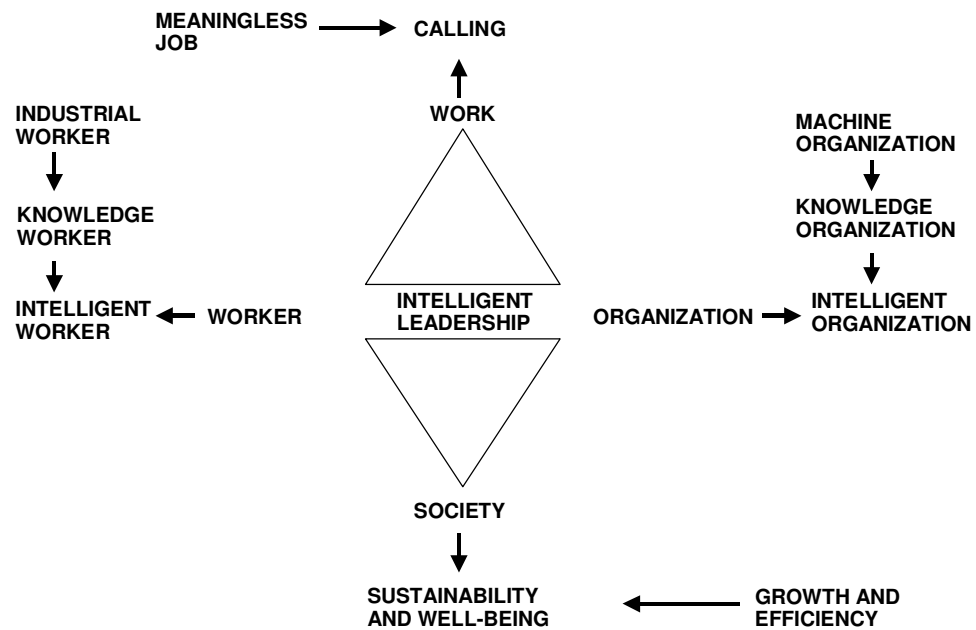 MEANINGLESS
JOB
CALLING
WORK
INDUSTRIAL
WORKER
KNOWLEDGE
WORKER
INTELLIGENT
WORKER
WORKER
INTELLIGENT
LEADERSHIP
ORGANIZATION
MACHINE
ORGANIZATION
KNOWLEDGE
ORGANIZATION
INTELLIGENT
ORGANIZATION
SOCIETY
SUSTAINABILITY
AND WELL-BEING
GROWTH AND
EFFICIENCY